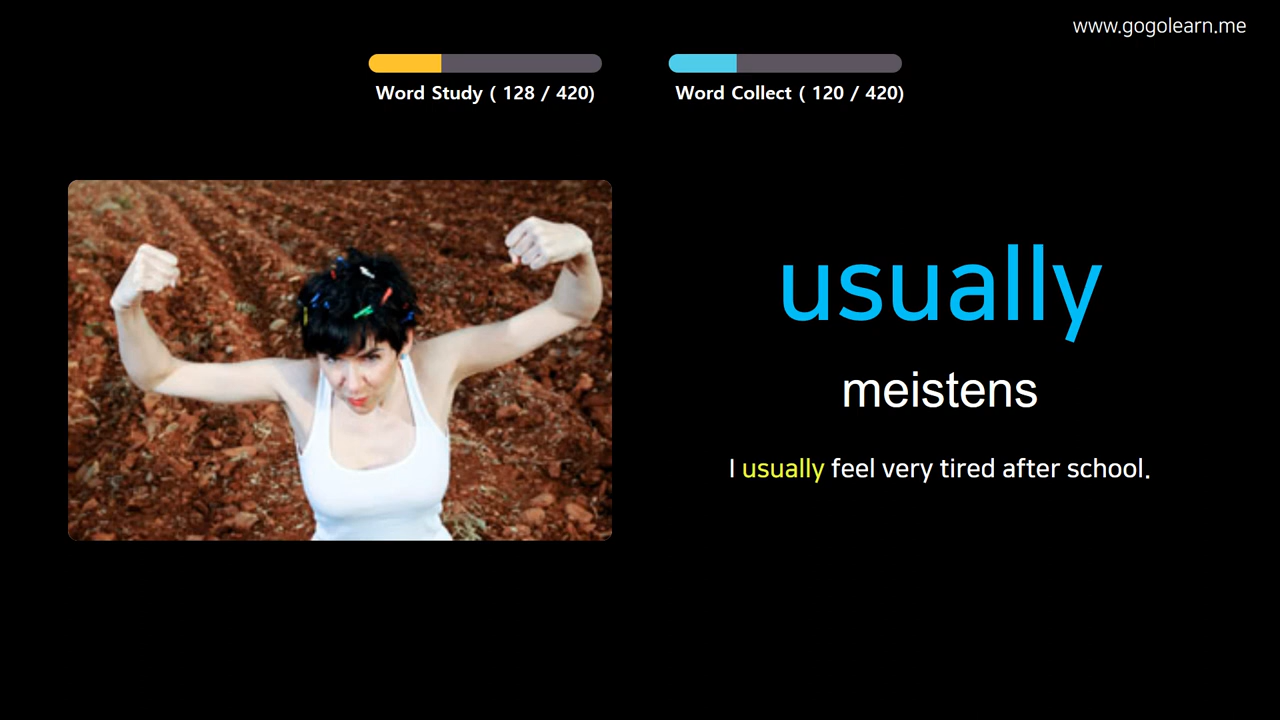 www.gogolearn.me
Word Study ( 128 / 420)
Word Collect ( 120 / 420)
usually
meistens
I usually feel very tired after school.